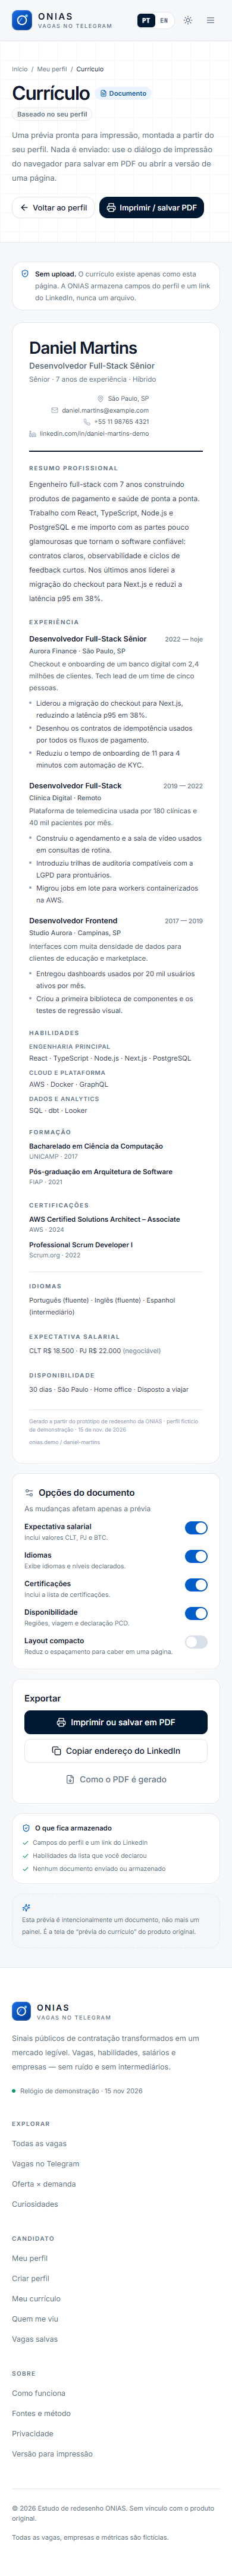 ONIAS
VAGAS NO TELEGRAM
PT
EN
Início / Meu perfil / Currículo
Currículo
Documento
Baseado no seu perfil
Uma prévia pronta para impressão, montada a partir do
seu perfil. Nada é enviado: use o diálogo de impressão
do navegador para salvar em PDF ou abrir a versão de
uma página.
Voltar ao perfil
Imprimir / salvar PDF
Sem upload. O currículo existe apenas como esta
página. A ONIAS armazena campos do perfil e um link
do LinkedIn, nunca um arquivo.
Daniel Martins
Desenvolvedor Full-Stack Sênior
Sênior · 7 anos de experiência · Híbrido
São Paulo, SP
daniel.martins@example.com
+55 11 98765 4321
linkedin.com/in/daniel-martins-demo
RESUMO PROFISSIONAL
Engenheiro full-stack com 7 anos construindo
produtos de pagamento e saúde de ponta a ponta.
Trabalho com React, TypeScript, Node.js e
PostgreSQL e me importo com as partes pouco
glamourosas que tornam o software confiável:
contratos claros, observabilidade e ciclos de
feedback curtos. Nos últimos anos liderei a
migração do checkout para Next.js e reduzi a
latência p95 em 38%.
EXPERIÊNCIA
Desenvolvedor Full-Stack Sênior
2022 — hoje
Aurora Finance · São Paulo, SP
Checkout e onboarding de um banco digital com 2,4
milhões de clientes. Tech lead de um time de cinco
pessoas.
Liderou a migração do checkout para Next.js,
reduzindo a latência p95 em 38%.
Desenhou os contratos de idempotência usados
por todos os fluxos de pagamento.
Reduziu o tempo de onboarding de 11 para 4
minutos com automação de KYC.
Desenvolvedor Full-Stack
2019 — 2022
Clínica Digital · Remoto
Plataforma de telemedicina usada por 180 clínicas e
40 mil pacientes por mês.
Construiu o agendamento e a sala de vídeo usados
em consultas de rotina.
Introduziu trilhas de auditoria compatíveis com a
LGPD para prontuários.
Migrou jobs em lote para workers containerizados
na AWS.
Desenvolvedor Frontend
2017 — 2019
Studio Aurora · Campinas, SP
Interfaces com muita densidade de dados para
clientes de educação e marketplace.
Entregou dashboards usados por 20 mil usuários
ativos por mês.
Criou a primeira biblioteca de componentes e os
testes de regressão visual.
HABILIDADES
ENGENHARIA PRINCIPAL
React · TypeScript · Node.js · Next.js · PostgreSQL
CLOUD E PLATAFORMA
AWS · Docker · GraphQL
DADOS E ANALYTICS
SQL · dbt · Looker
FORMAÇÃO
Bacharelado em Ciência da Computação
UNICAMP · 2017
Pós-graduação em Arquitetura de Software
FIAP · 2021
CERTIFICAÇÕES
AWS Certified Solutions Architect – Associate
AWS · 2024
Professional Scrum Developer I
Scrum.org · 2022
IDIOMAS
Português (fluente) · Inglês (fluente) · Espanhol
(intermediário)
EXPECTATIVA SALARIAL
CLT R$ 18.500 · PJ R$ 22.000 (negociável)
DISPONIBILIDADE
30 dias · São Paulo · Home office · Disposto a viajar
Gerado a partir do protótipo de redesenho da ONIAS · perfil fictício
de demonstração · 15 de nov. de 2026
onias.demo / daniel-martins
Opções do documento
As mudanças afetam apenas a prévia
Expectativa salarial
Inclui valores CLT, PJ e BTC.
Idiomas
Exibe idiomas e níveis declarados.
Certificações
Inclui a lista de certificações.
Disponibilidade
Regiões, viagem e declaração PCD.
Layout compacto
Reduz o espaçamento para caber em uma página.
Exportar
Imprimir ou salvar em PDF
Copiar endereço do LinkedIn
Como o PDF é gerado
O que fica armazenado
Campos do perfil e um link do LinkedIn
Habilidades da lista que você declarou
Nenhum documento enviado ou armazenado
Esta prévia é intencionalmente um documento, não mais um
painel. É a tela de “prévia do currículo” do produto original.
ONIAS
VAGAS NO TELEGRAM
Sinais públicos de contratação transformados em um
mercado legível. Vagas, habilidades, salários e
empresas — sem ruído e sem intermediários.
Relógio de demonstração · 15 nov 2026
EXPLORAR
Todas as vagas
Vagas no Telegram
Oferta × demanda
Curiosidades
CANDIDATO
Meu perfil
Criar perfil
Meu currículo
Quem me viu
Vagas salvas
SOBRE
Como funciona
Fontes e método
Privacidade
Versão para impressão
© 2026 Estudo de redesenho ONIAS. Sem vínculo com o produto
original.
Todas as vagas, empresas e métricas são fictícias.